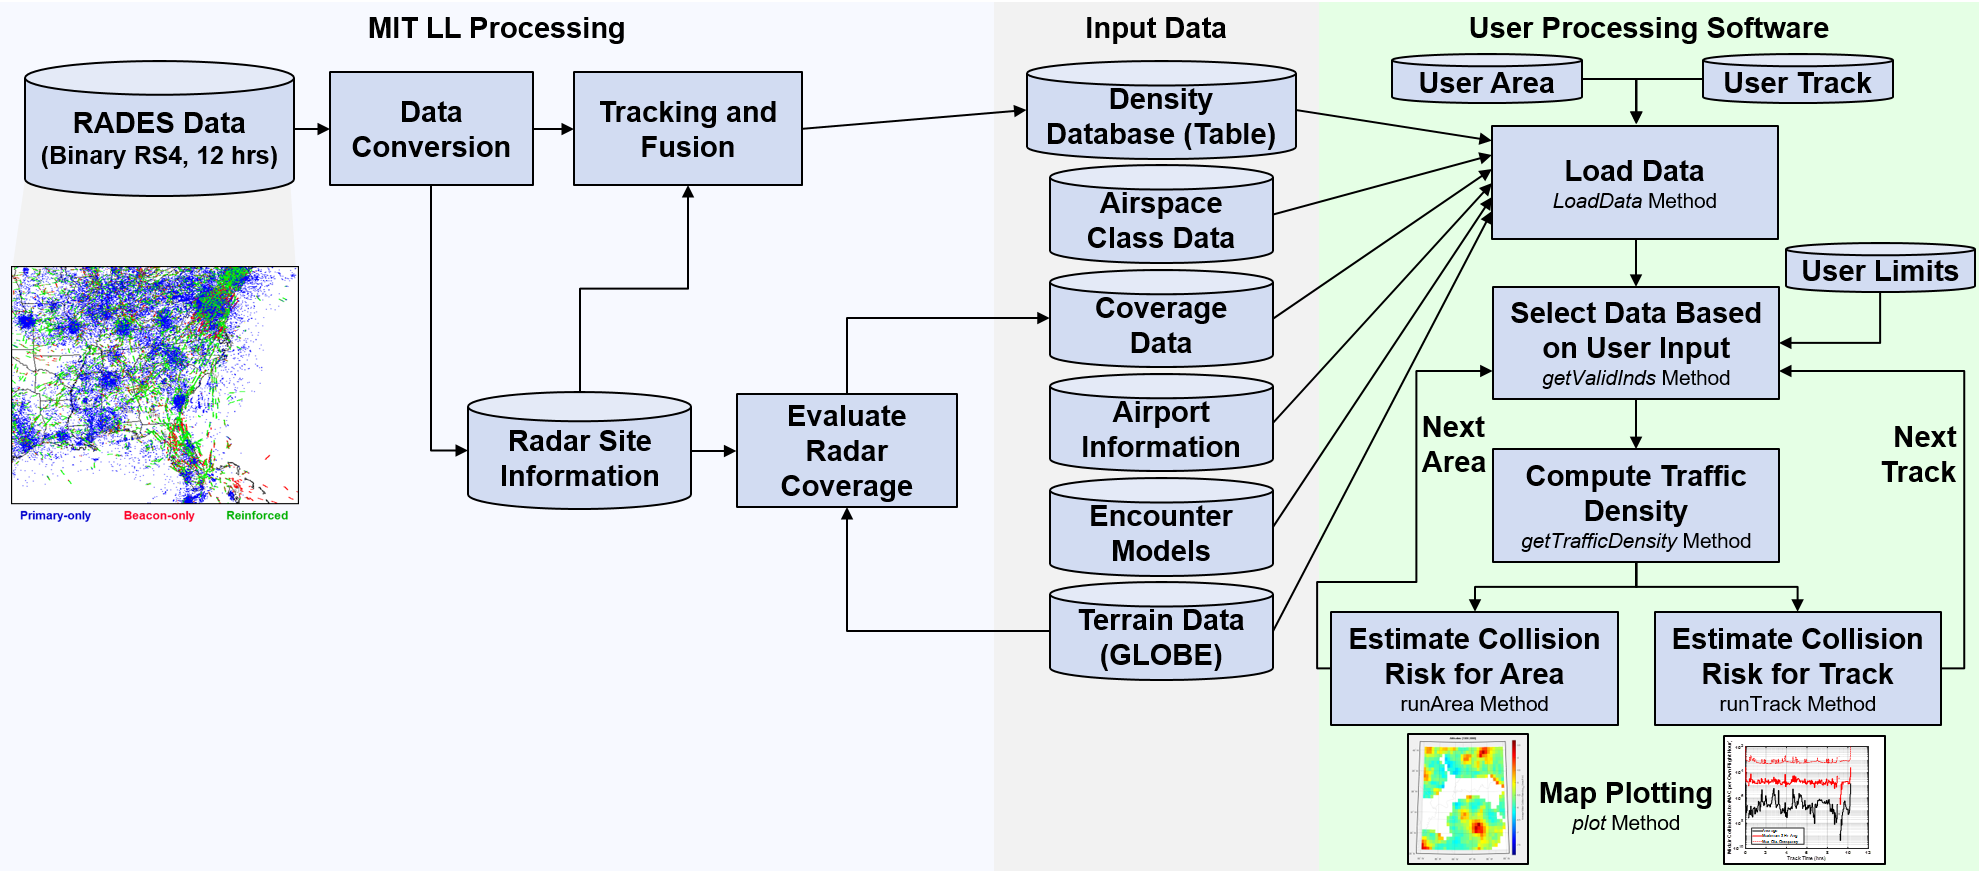 MIT LL Processing
Input Data
User Processing Software
RADES Data
(Binary RS4, 12 hrs)
Data
Conversion
Tracking and
Fusion
Radar Site
Information
Evaluate
Radar
Coverage
Primary-only
Beacon-only
Reinforced
Density
Database (Table)
Airspace
Class Data
Coverage
Data
Airport
Information
Encounter
Models
Terrain Data
(GLOBE)
User Area
User Track
Load Data
LoadData Method
User Limits
Select Data Based
on User Input
getValidInds Method
Next
Area
Next
Track
Compute Traffic
Density
getTrafficDensity Method
Estimate Collision
Risk for Area
runArea Method
Estimate Collision
Risk for Track
runTrack Method
Map Plotting
plot Method
Track Time (hrs)